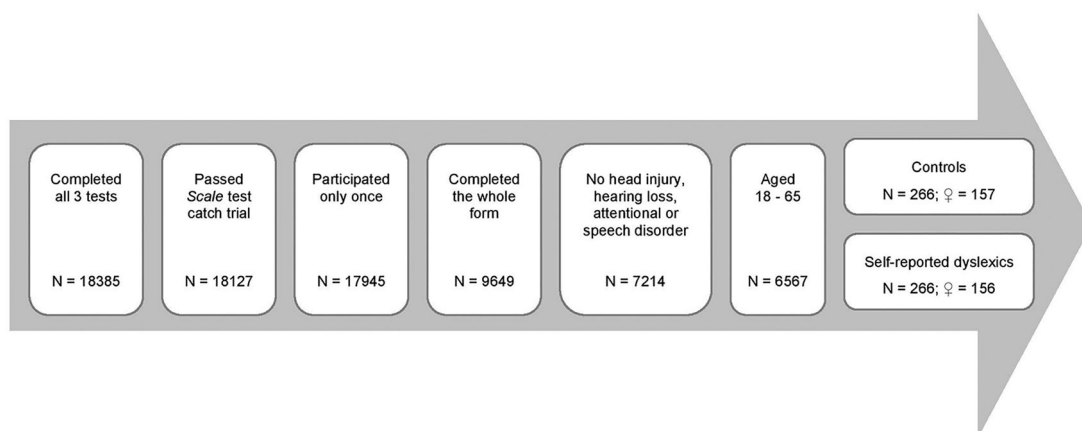 Completed
all 3 tests
N = 18385
Passed
Scale test
catch trial
N = 18127
Participated
only once
N = 17945
Completed
the whole
form
N = 9649
No head injury,
hearing loss,
attentional or
speech disorder
N = 7214
Aged
18 - 65
N = 6567
Controls
N = 266; ♀ = 157
Self-reported dyslexics
N = 266; ♀ = 156